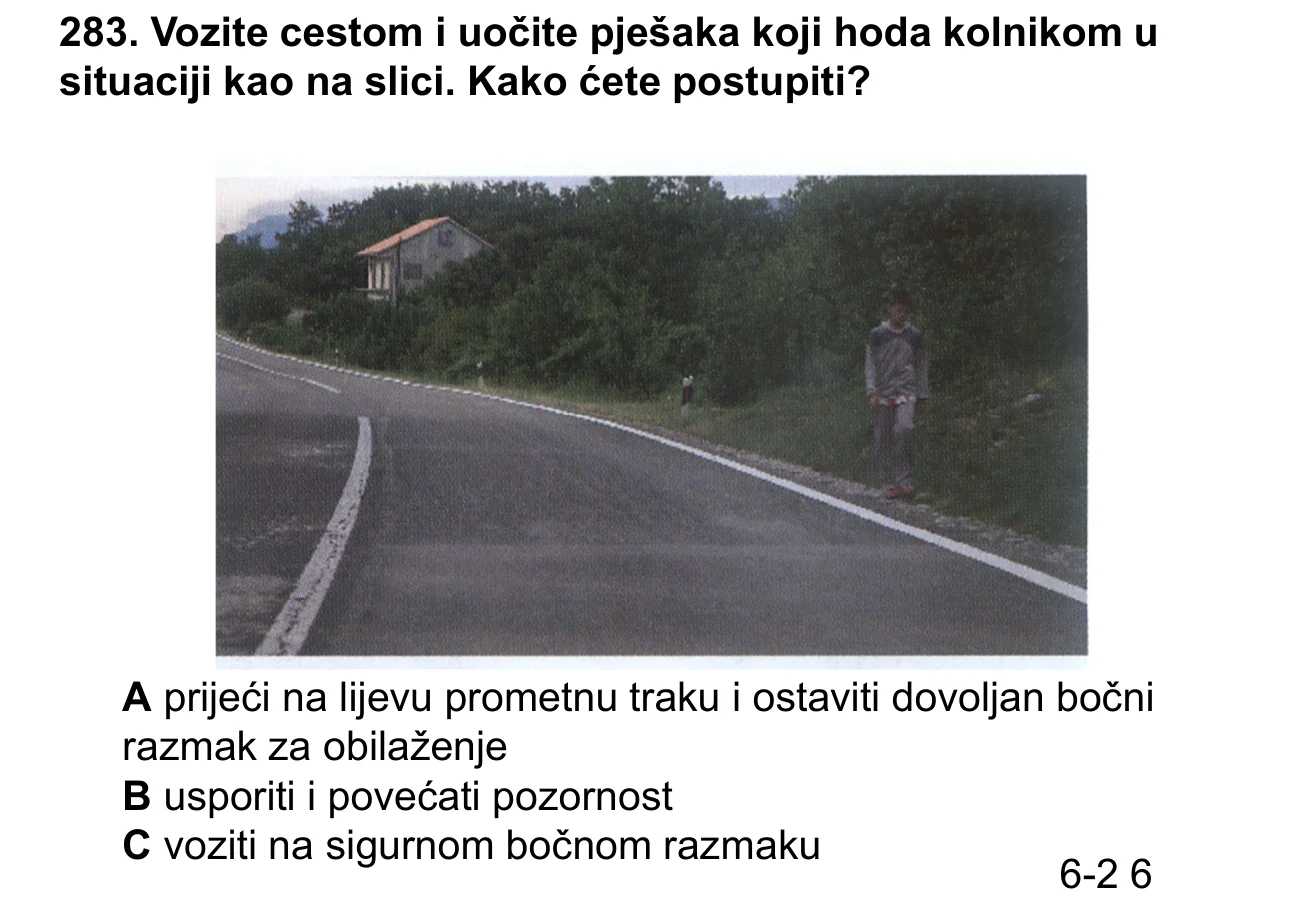 283. Vozite cestom i uočite pješaka koji hoda kolnikom u
situaciji kao na slici. Kako ćete postupiti?
A prijeći na lijevu prometnu traku i ostaviti dovoljan bočni
razmak za obilaženje
B usporiti i povećati pozornost
C voziti na sigurnom bočnom razmaku
6-2 6